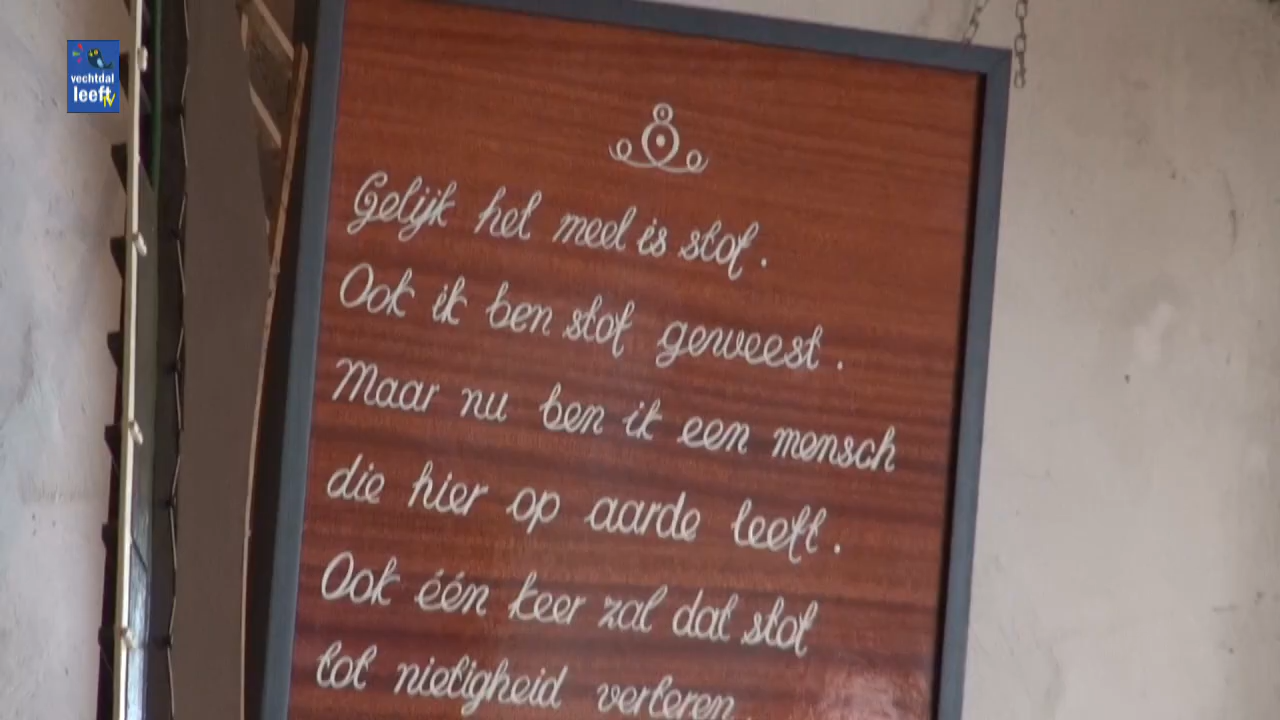 vechtdal
leeft
TV
Gelijk het meel is stof.
Ook ik ben stof geweest.
Maar nu ben ik een mensch
die hier op aarde leeft.
Ook één keer zal dat stof
tot nietigheid verteren.